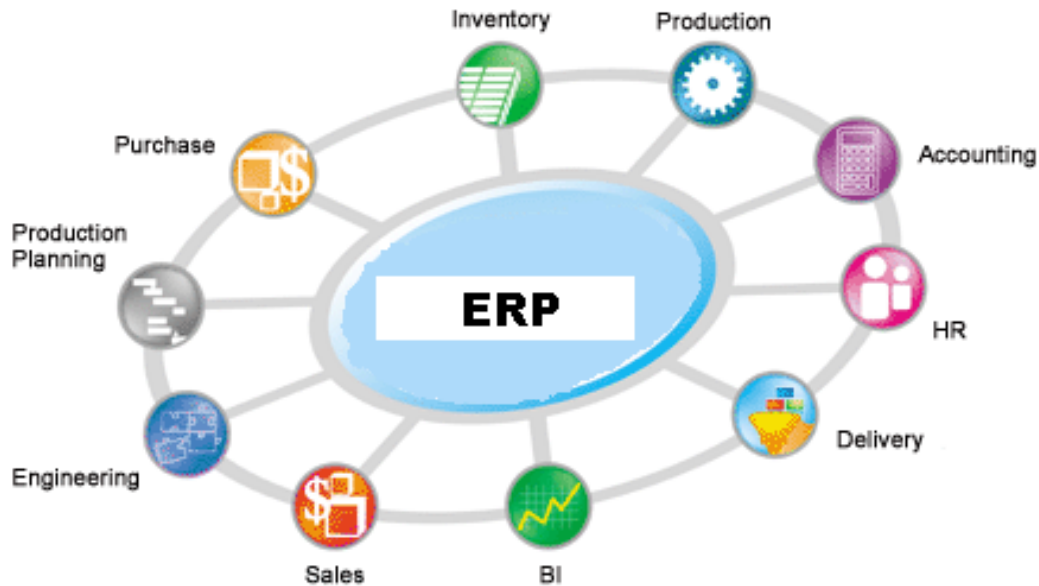 Inventory
Production
Purchase
Accounting
Production
Planning
ERP
HR
Delivery
Engineering
Sales
BI